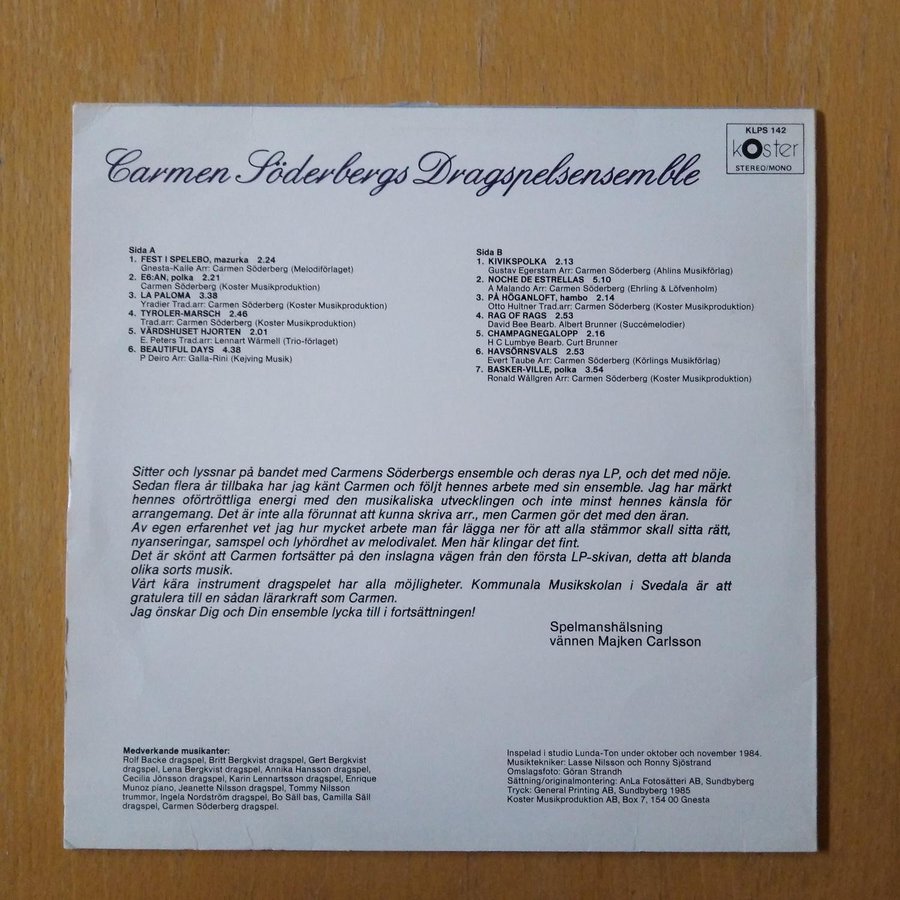 Carmen Söderbergs Dragspelsensemble
KLPS 142
koster
STEREO/MONO
Sida A
1. FEST I SPELEBO, mazurka 2.24
Gnesta-Kalle Arr: Carmen Söderberg (Melodiförlaget)
2. E6:AN, polka 2.21
Carmen Söderberg (Koster Musikproduktion)
3. LA PALOMA 3.38
Yradier Trad.arr: Carmen Söderberg (Koster Musikproduktion)
4. TYROLER-MARSCH 2.46
Trad.arr: Carmen Söderberg (Koster Musikproduktion)
5. VÄRDSHUSET HJORTEN 2.01
E. Peters Trad.arr: Lennart Wärmell (Trio-förlaget)
6. BEAUTIFUL DAYS 4.38
P Deiro Arr: Galla-Rini (Kejving Musik)
Sida B
1. KIVIKSPOLKA 2.13
Gustav Egerstam Arr: Carmen Söderberg (Ahlins Musikförlag)
2. NOCHE DE ESTRELLAS 5.10
A Malando Arr: Carmen Söderberg (Ehrling & Löfvenholm)
3. PÅ HÖGANLOFT, hambo 2.14
Otto Hultner Trad.arr: Carmen Söderberg (Koster Musikproduktion)
4. RAG OF RAGS 2.53
David Bee Bearb. Albert Brunner (Succémelodier)
5. CHAMPAGNEGALOPP 2.16
H C Lumbye Bearb. Curt Brunner
6. HAVSÖRNSVALS 2.53
Evert Taube Arr: Carmen Söderberg (Körlings Musikförlag)
7. BASKER-VILLE, polka 3.54
Ronald Wällgren Arr: Carmen Söderberg (Koster Musikproduktion)
Sitter och lyssnar på bandet med Carmens Söderbergs ensemble och deras nya LP, och det med nöje.
Sedan flera år tillbaka har jag känt Carmen och följt hennes arbete med sin ensemble. Jag har märkt
hennes oförtröttliga energi med den musikaliska utvecklingen och inte minst hennes känsla för
arrangemang. Det är inte alla förunnat att kunna skriva arr., men Carmen gör det med den äran.
Av egen erfarenhet vet jag hur mycket arbete man får lägga ner för att alla stämmor skall sitta rätt,
nyanseringar, samspel och lyhördhet av melodivalet. Men här klingar det fint.
Det är skönt att Carmen fortsätter på den inslagna vägen från den första LP-skivan, detta att blanda
olika sorts musik.
Vårt kära instrument dragspelet har alla möjligheter. Kommunala Musikskolan i Svedala är att
gratulera till en sådan lärarkraft som Carmen.
Jag önskar Dig och Din ensemble lycka till i fortsättningen!
Spelmanshälsning
vännen Majken Carlsson
Medverkande musikanter:
Rolf Backe dragspel, Britt Bergkvist dragspel, Gert Bergkvist
dragspel, Lena Bergkvist dragspel, Annika Hansson dragspel,
Cecilia Jönsson dragspel, Karin Lennartsson dragspel, Enrique
Munoz piano, Jeanette Nilsson dragspel, Tommy Nilsson
trummor, Ingela Nordström dragspel, Bo Säll bas, Camilla Säll
dragspel, Carmen Söderberg dragspel.
Inspelad i studio Lunda-Ton under oktober och november 1984.
Musiktekniker: Lasse Nilsson och Ronny Sjöstrand
Omslagsfoto: Göran Strandh
Sättning/originalmontering: AnLa Fotosätteri AB, Sundbyberg
Tryck: General Printing AB, Sundbyberg 1985
Koster Musikproduktion AB, Box 7, 154 00 Gnesta